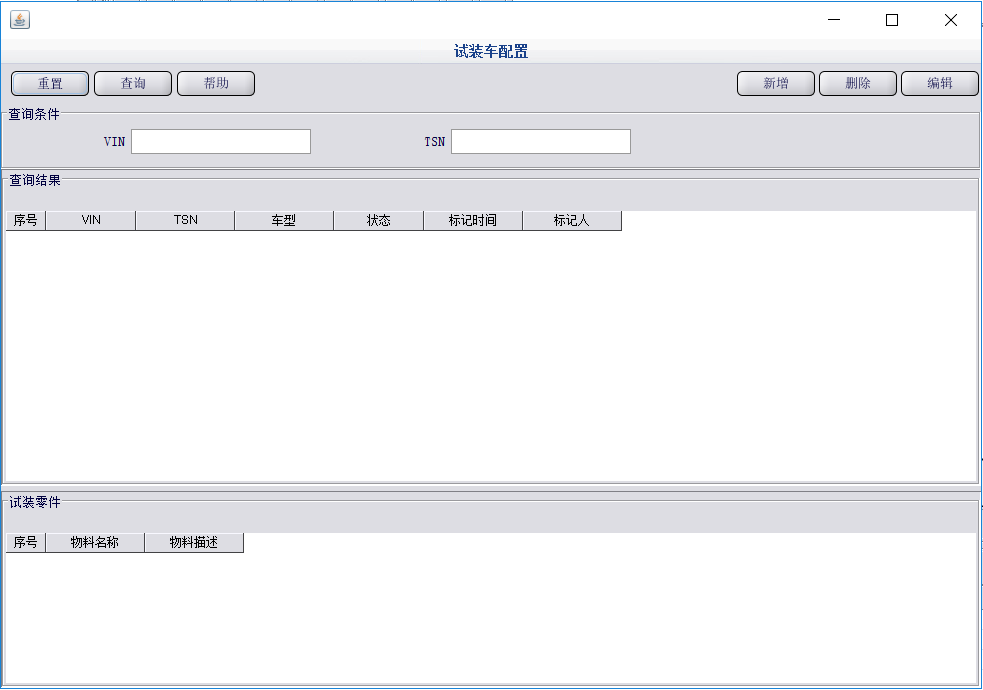 试装车配置
重置 查询 帮助 新增 删除 编辑
查询条件
VIN TSN
查询结果
序号 VIN TSN 车型 状态 标记时间 标记人
试装零件
序号 物料名称 物料描述